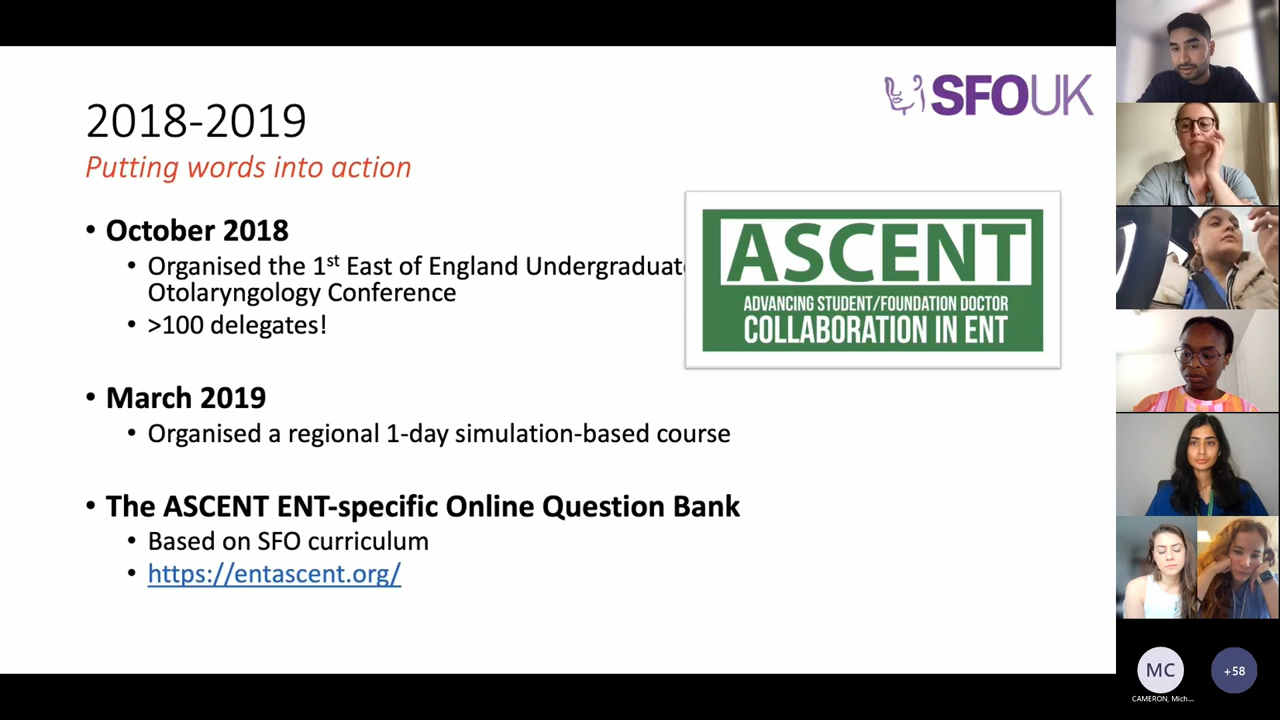 SFOUK
2018-2019
Putting words into action
• October 2018
• Organised the 1st East of England Undergraduat
Otolaryngology Conference
• >100 delegates!
ASCENT
ADVANCING STUDENT/FOUNDATION DOCTOR
COLLABORATION IN ENT
• March 2019
• Organised a regional 1-day simulation-based course
• The ASCENT ENT-specific Online Question Bank
• Based on SFO curriculum
• https://entascent.org/
MC
+58
CAMERON, Mich...